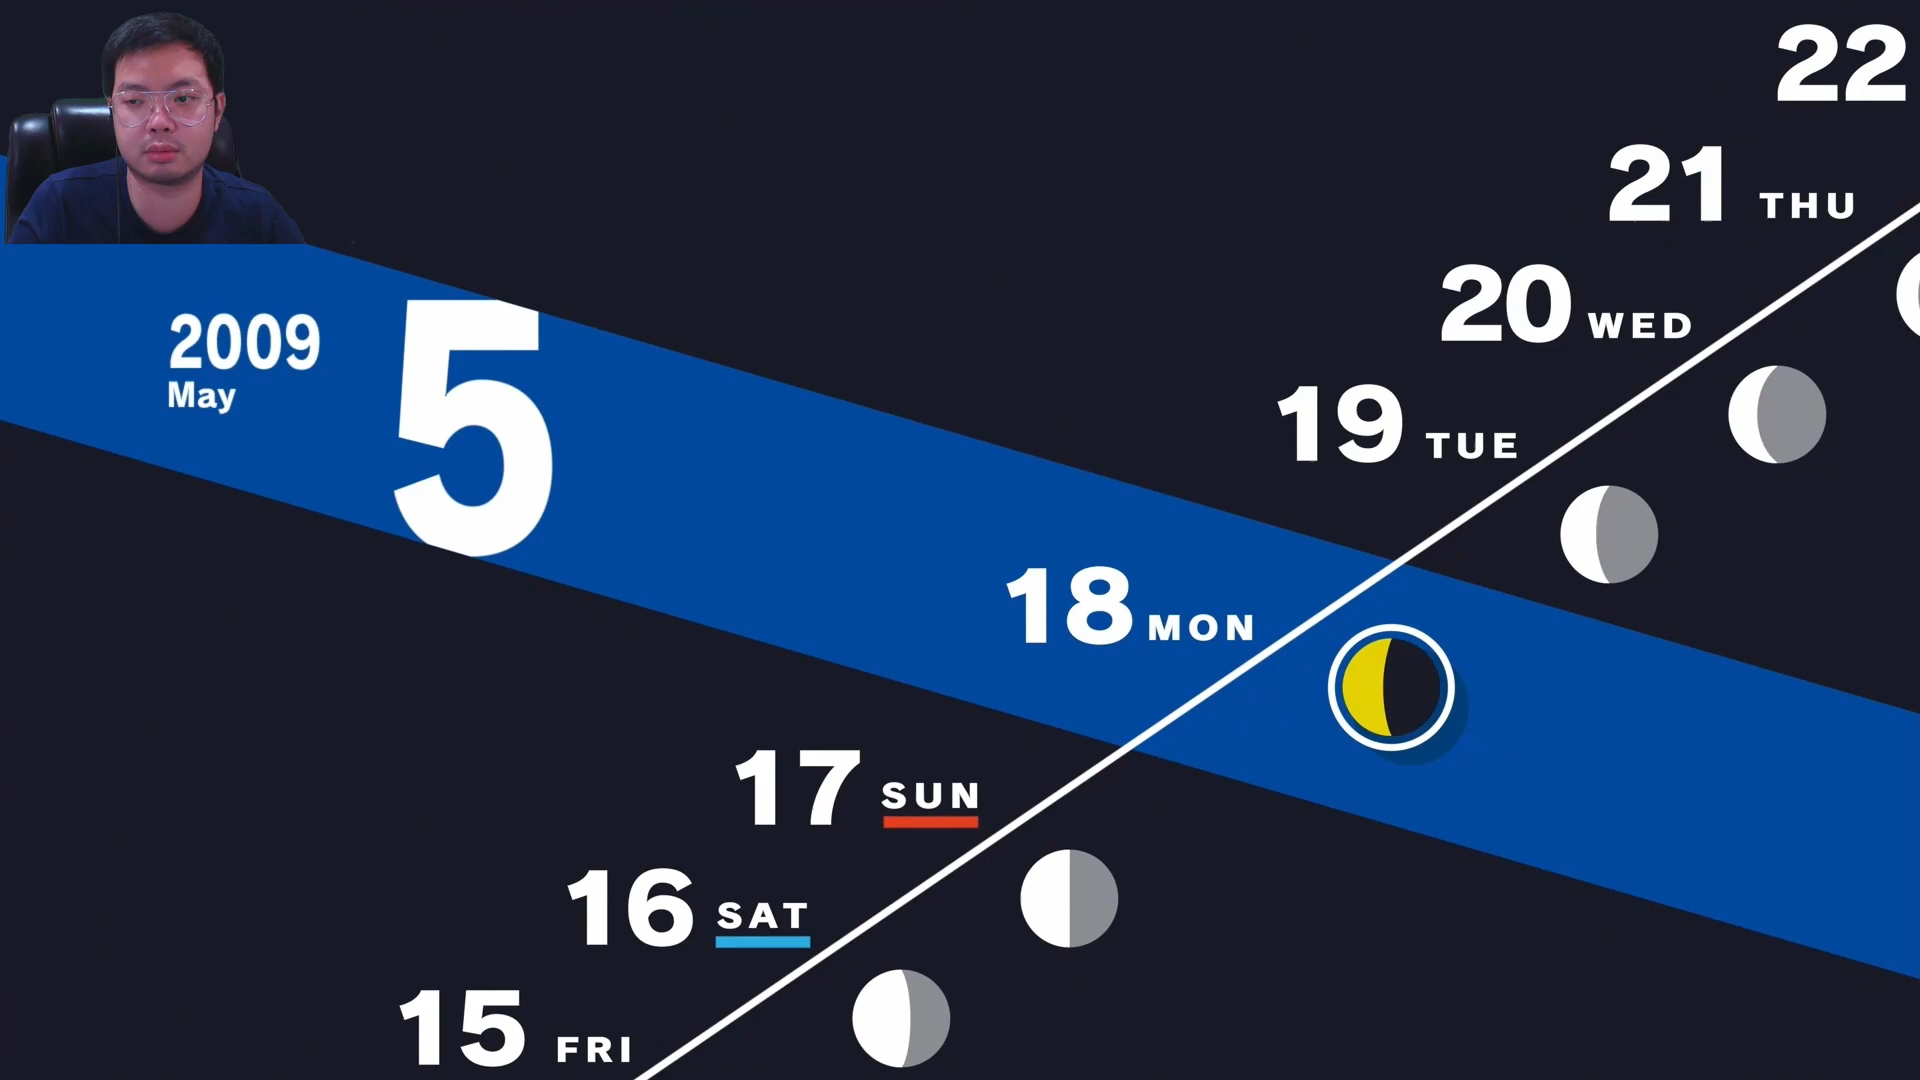 22
21 THU
20 WED
2009
May
5
19 TUE
18 MON
17 SUN
16 SAT
15 FRI